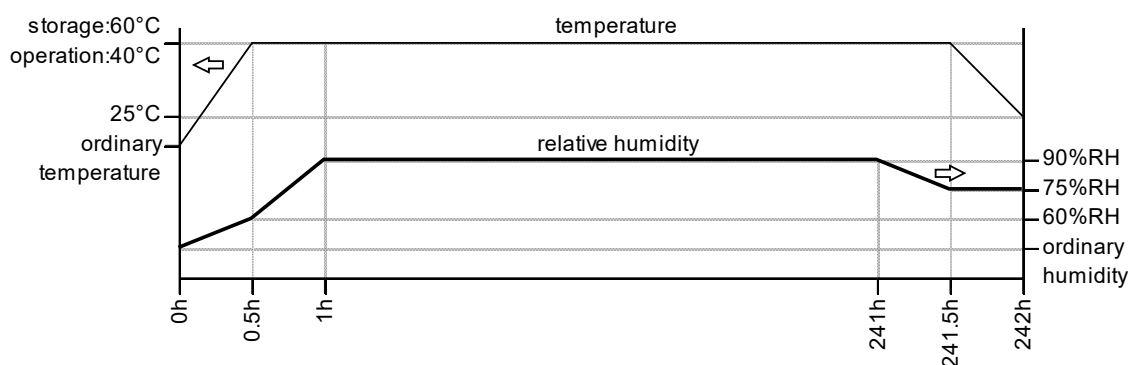 storage:60°C
temperature
operation:40°C
25°C
ordinary
temperature
relative humidity
90%RH
75%RH
60%RH
ordinary
humidity
0h
0.5h
1h
241h
241.5h
242h